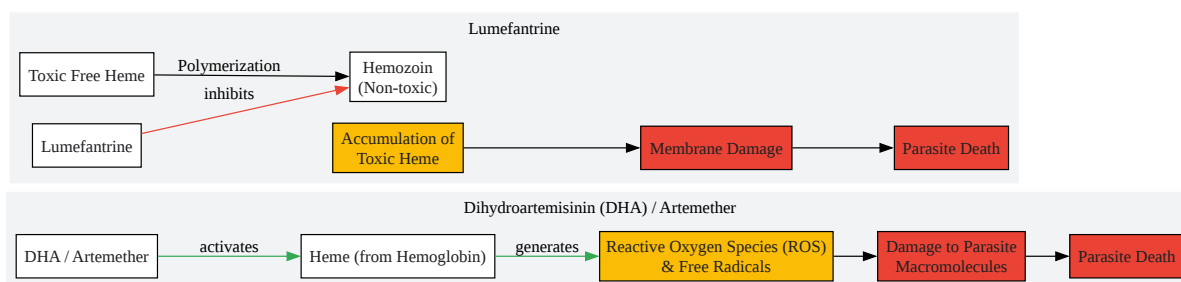 Lumefantrine
Toxic Free Heme
Polymerization
Hemozoin
(Non-toxic)
inhibits
Lumefantrine
Accumulation of
Toxic Heme
Membrane Damage
Parasite Death
Dihydroartemisinin (DHA) / Artemether
DHA / Artemether
activates
Heme (from Hemoglobin)
generates
Reactive Oxygen Species (ROS)
& Free Radicals
Damage to Parasite
Macromolecules
Parasite Death